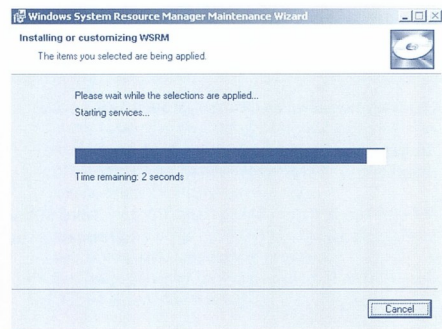 Windows System Resource Manager Maintenance Wizard
Installing or customizing WSRM
The items you selected are being applied.
Please wait while the selections are applied...
Starting services...
Time remaining: 2 seconds
Cancel